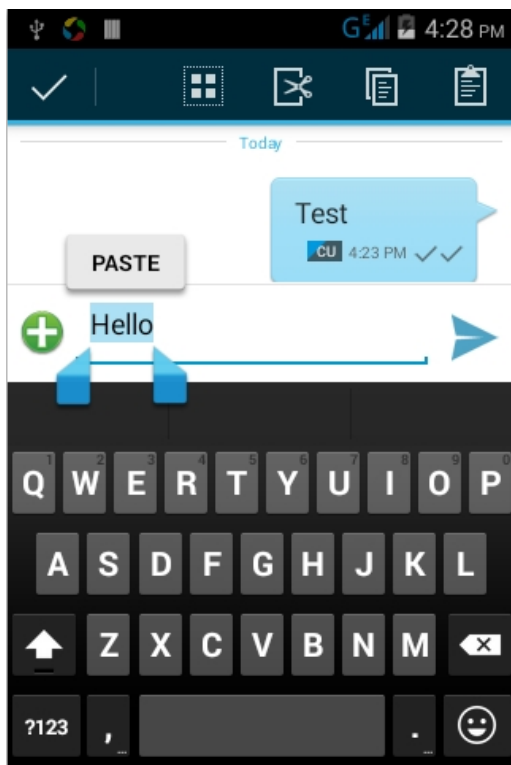 G E 4:28 PM
Today
Test
CU 4:23 PM
PASTE
Hello
1 2 3 4 5 6 7 8 9 0
Q W E R T Y U I O P
A S D F G H J K L
Z X C V B N M
?123 , ... . ...